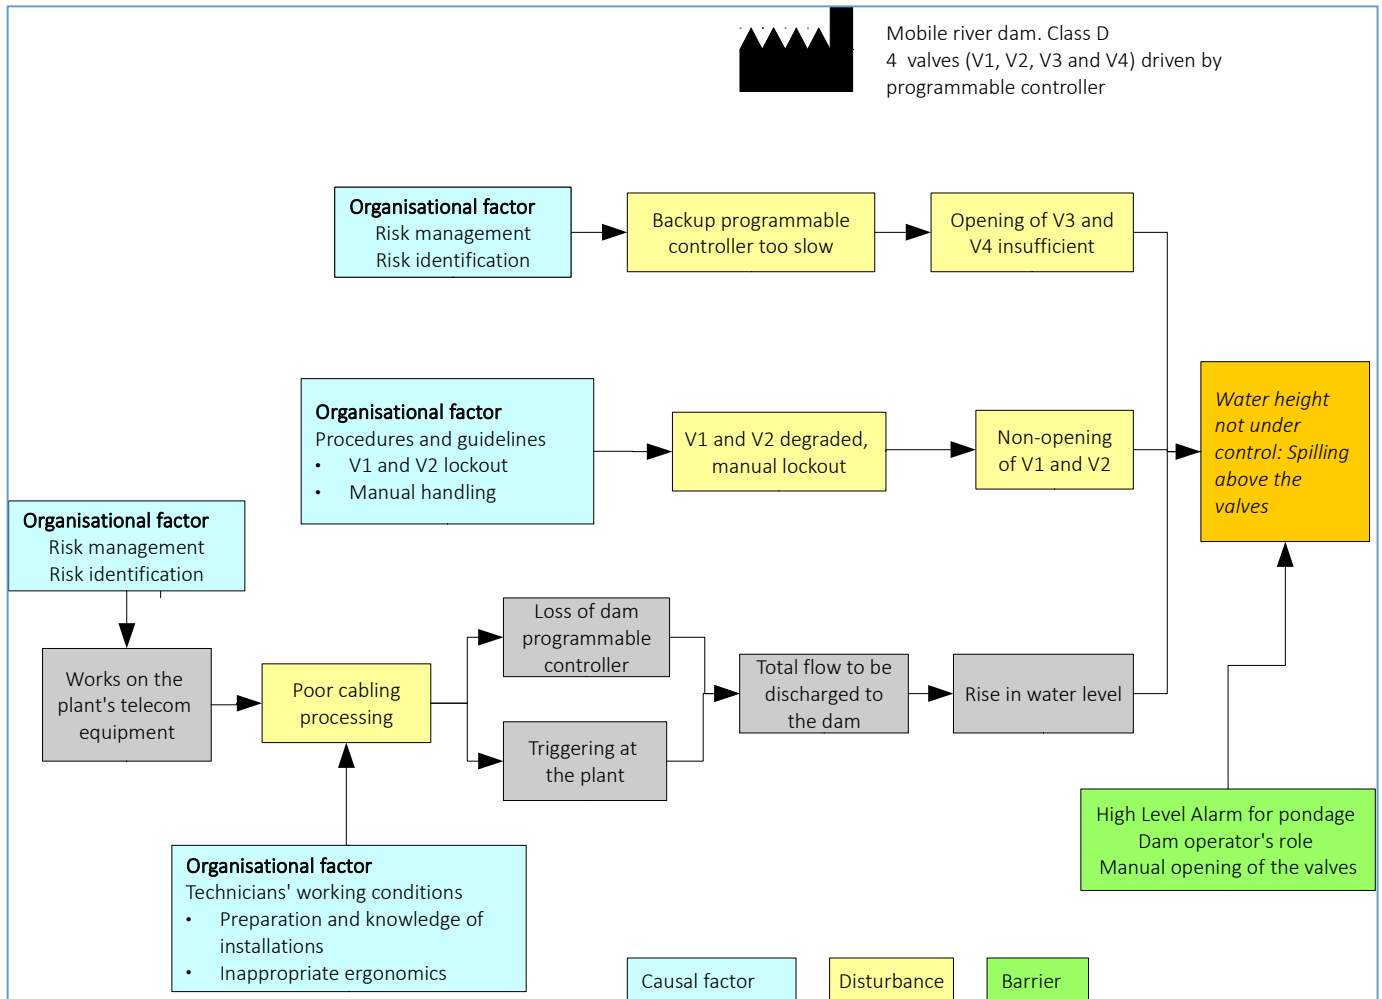 Mobile river dam. Class D
4 valves (V1, V2, V3 and V4) driven by
programmable controller
Organisational factor
Risk management
Risk identification
Backup programmable
controller too slow
Opening of V3 and
V4 insufficient
Organisational factor
Procedures and guidelines
• V1 and V2 lockout
• Manual handling
V1 and V2 degraded,
manual lockout
Non-opening
of V1 and V2
Water height
not under
control: Spilling
above the
valves
Organisational factor
Risk management
Risk identification
Works on the
plant's telecom
equipment
Poor cabling
processing
Loss of dam
programmable
controller
Triggering at
the plant
Total flow to be
discharged to
the dam
Rise in water level
High Level Alarm for pondage
Dam operator's role
Manual opening of the valves
Organisational factor
Technicians' working conditions
• Preparation and knowledge of
installations
• Inappropriate ergonomics
Causal factor
Disturbance
Barrier